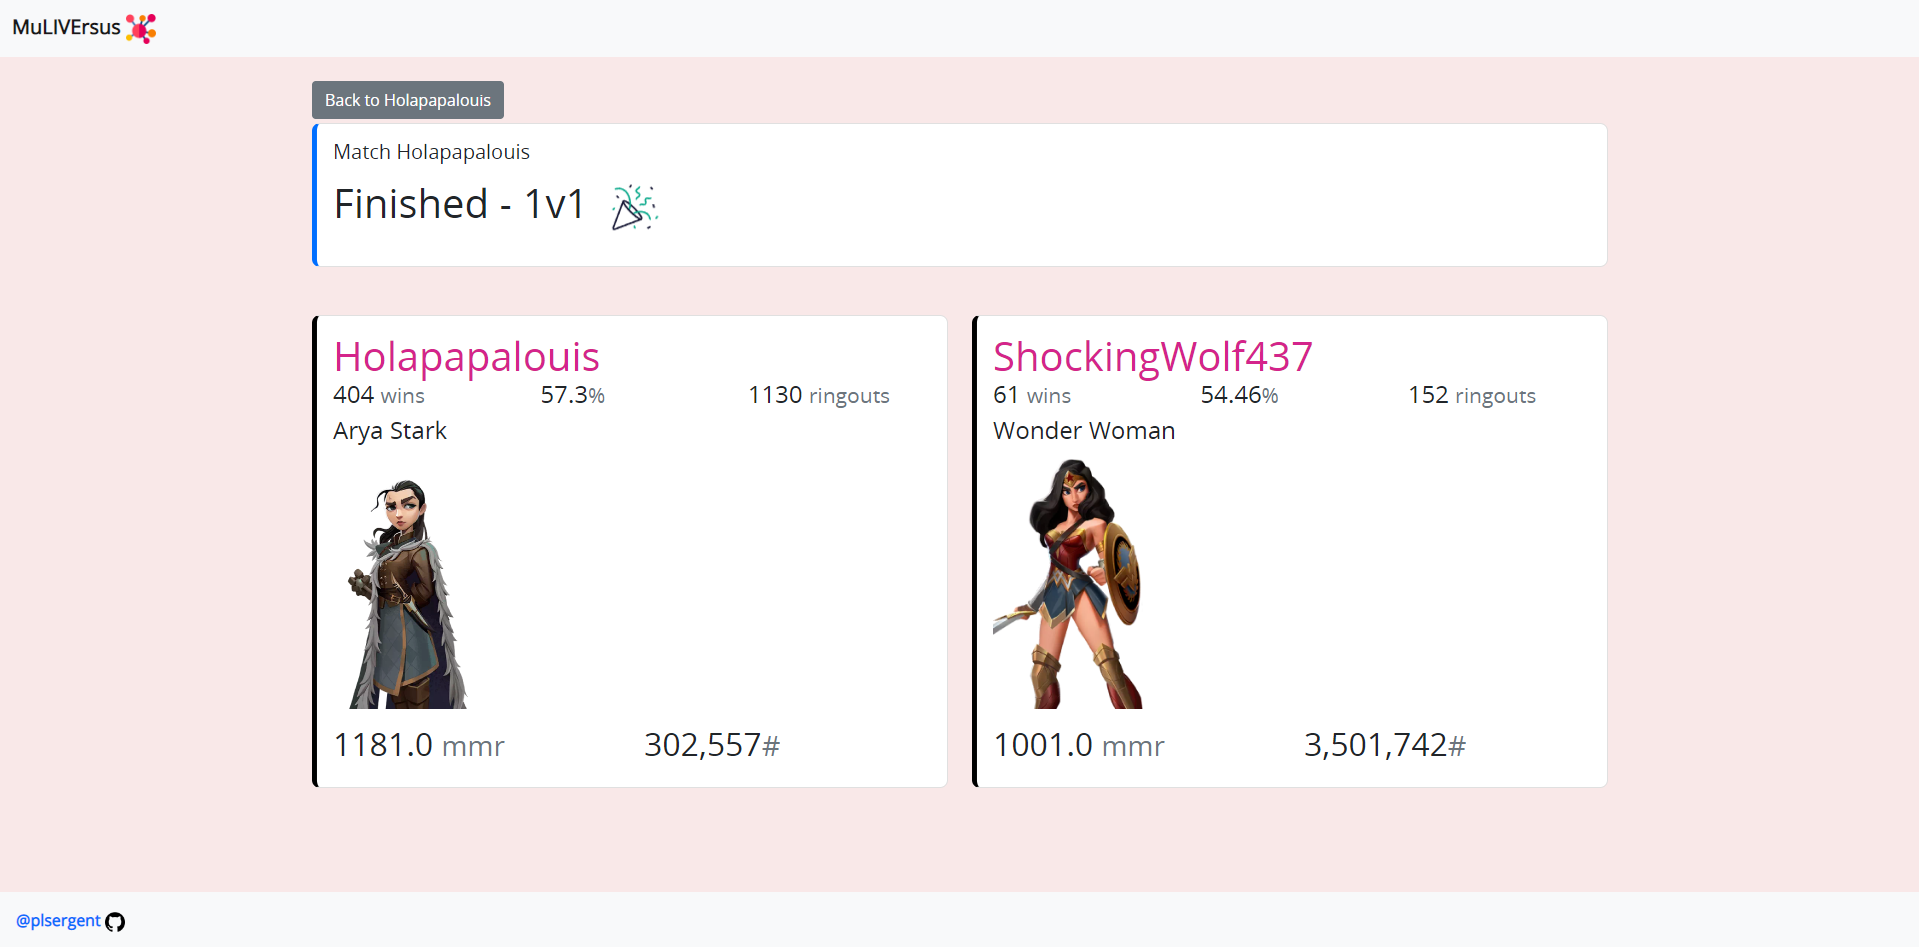 MuLIVErsus
Back to Holapapalouis
Match Holapapalouis
Finished - 1v1
Holapapalouis
404 wins 57.3% 1130 ringouts
Arya Stark
1181.0 mmr 302,557#
ShockingWolf437
61 wins 54.46% 152 ringouts
Wonder Woman
1001.0 mmr 3,501,742#
@plsergent